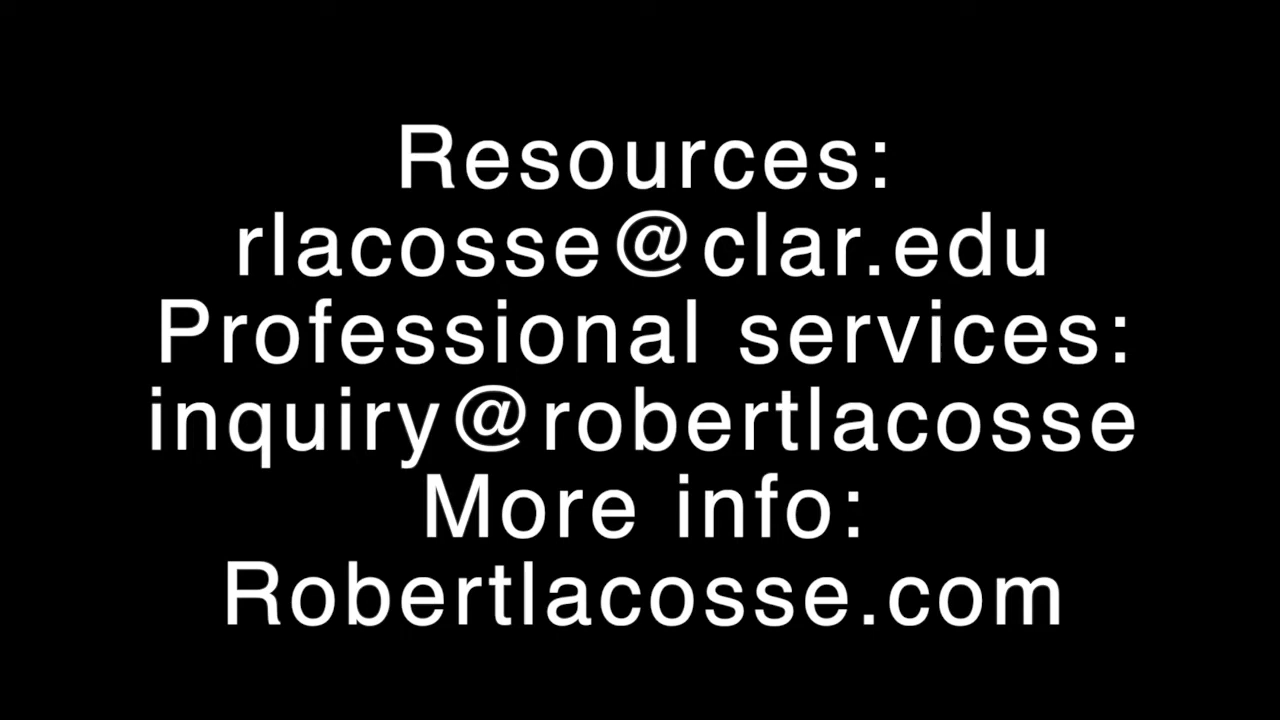 Resources:
rlacosse@clar.edu
Professional services:
inquiry@robertlacosse
More info:
Robertlacosse.com